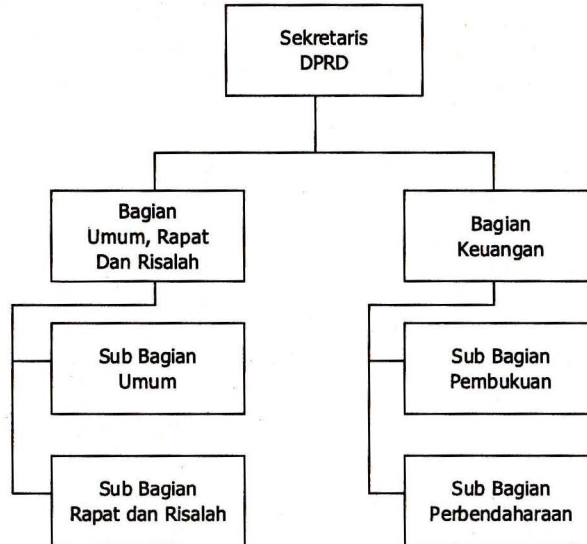 Sekretaris
DPRD
Bagian
Umum, Rapat
Dan Risalah
Bagian
Keuangan
Sub Bagian
Umum
Sub Bagian
Pembukuan
Sub Bagian
Rapat dan Risalah
Sub Bagian
Perbendaharaan